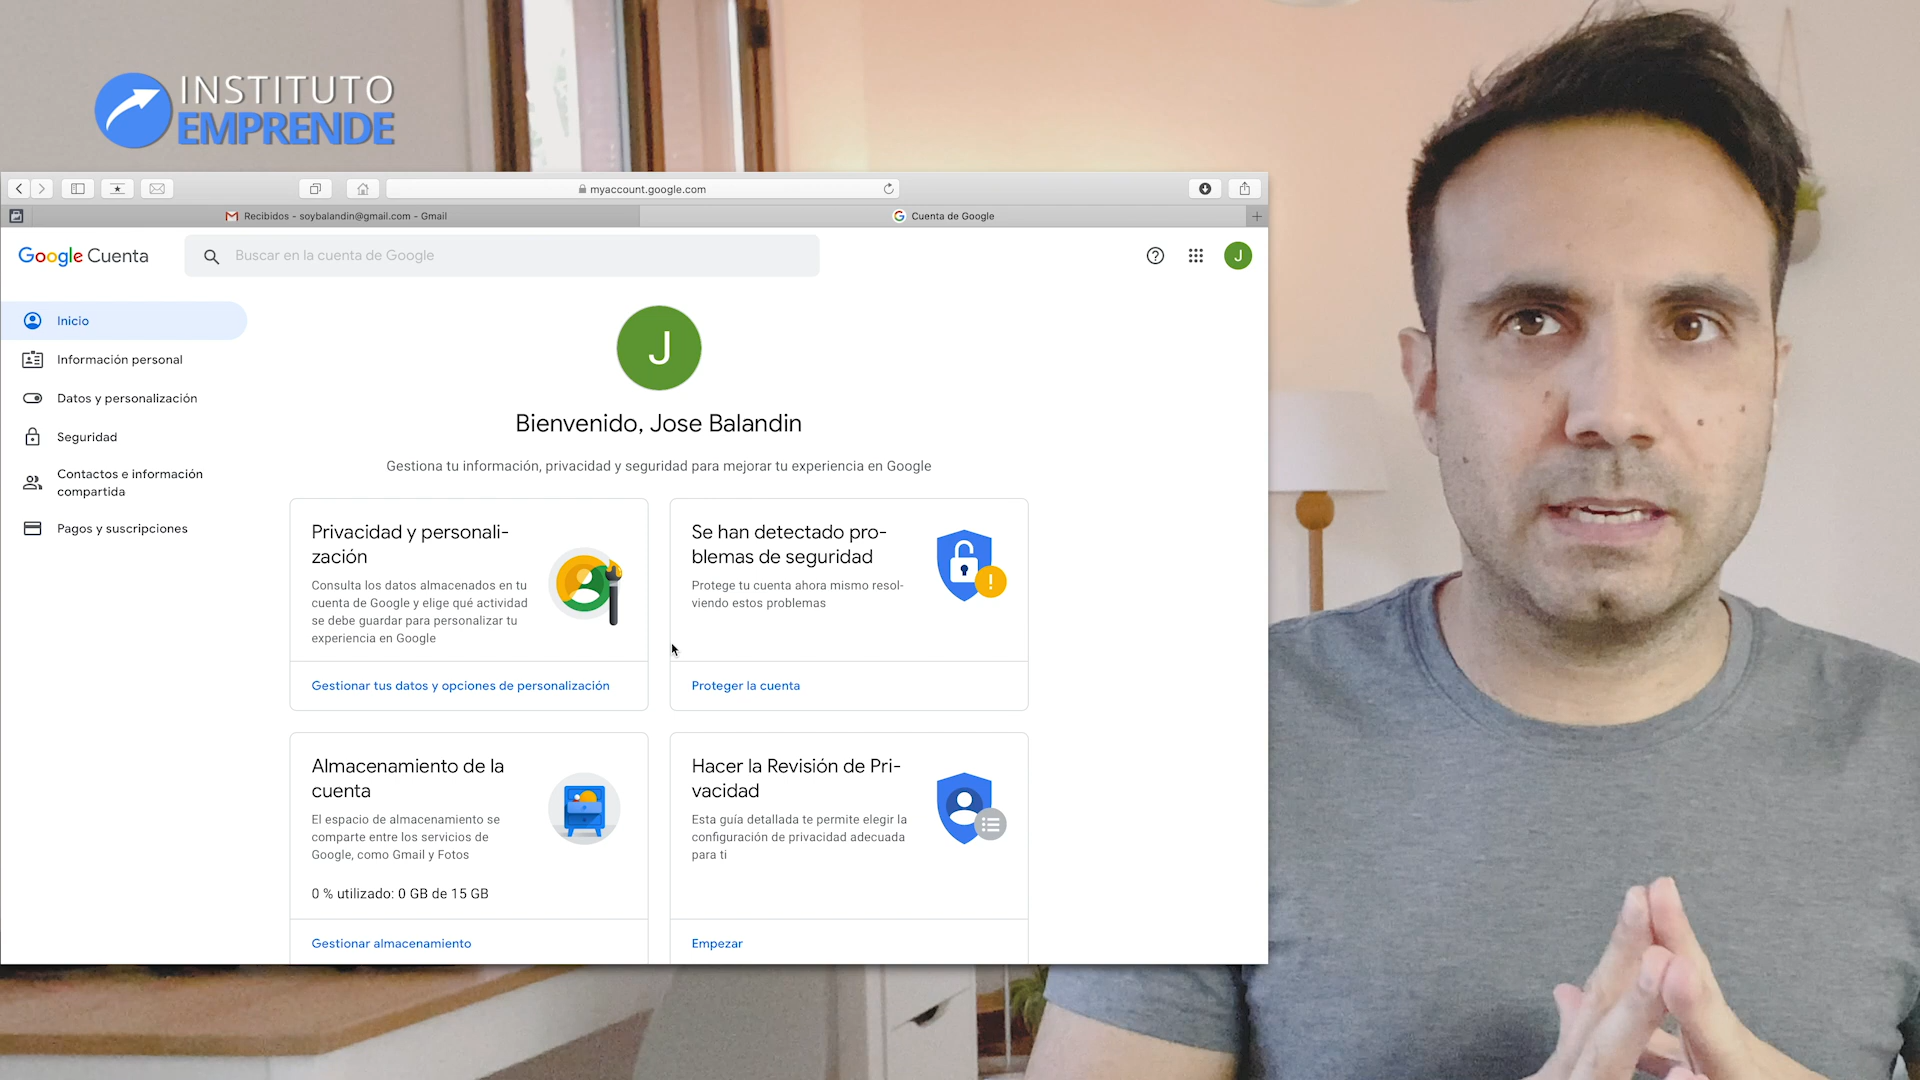 INSTITUTO
EMPRENDE
myaccount.google.com
Recibidos - soybalandin@gmail.com - Gmail
Cuenta de Google
Google Cuenta
Buscar en la cuenta de Google
J
Inicio
Información personal
Datos y personalización
Seguridad
Contactos e información
compartida
Pagos y suscripciones
J
Bienvenido, Jose Balandin
Gestiona tu información, privacidad y seguridad para mejorar tu experiencia en Google
Privacidad y personali-
zación
Consulta los datos almacenados en tu
cuenta de Google y elige qué actividad
se debe guardar para personalizar tu
experiencia en Google
Gestionar tus datos y opciones de personalización
Se han detectado pro-
blemas de seguridad
Protege tu cuenta ahora mismo resol-
viendo estos problemas
Proteger la cuenta
Almacenamiento de la
cuenta
El espacio de almacenamiento se
comparte entre los servicios de
Google, como Gmail y Fotos
0 % utilizado: 0 GB de 15 GB
Gestionar almacenamiento
Hacer la Revisión de Pri-
vacidad
Esta guía detallada te permite elegir la
configuración de privacidad adecuada
para ti
Empezar